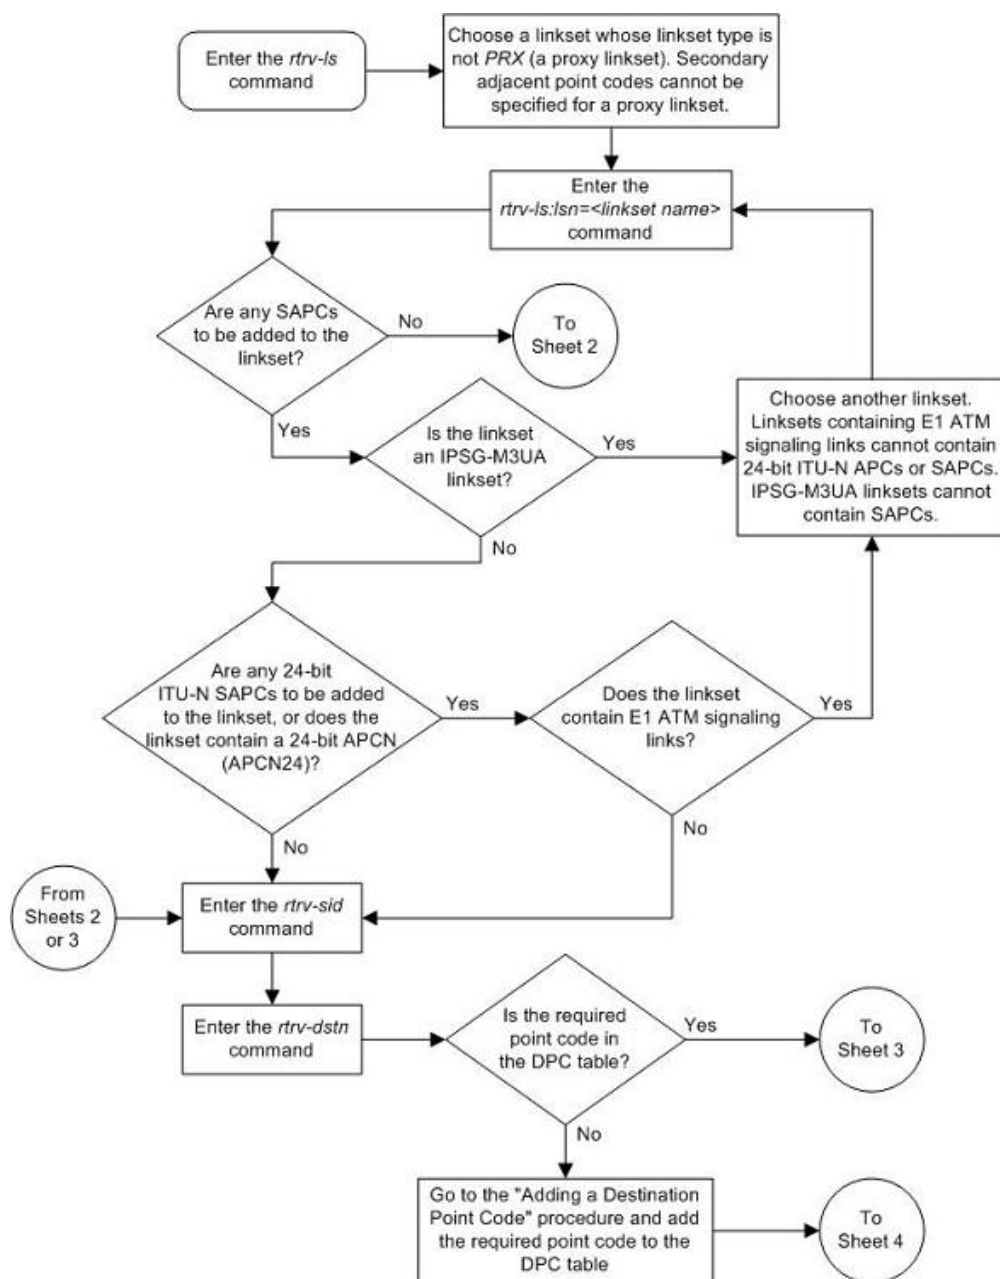 Enter the rtrv-ls
command
Choose a linkset whose linkset type is
not PRX (a proxy linkset). Secondary
adjacent point codes cannot be
specified for a proxy linkset.
Enter the
rtrv-ls:lsn=<linkset name>
command
Are any SAPCs
to be added to the
linkset?
No
To
Sheet 2
Yes
Is the linkset
an IPSG-M3UA
linkset?
Yes
Choose another linkset.
Linksets containing E1 ATM
signaling links cannot contain
24-bit ITU-N APCs or SAPCs.
IPSG-M3UA linksets cannot
contain SAPCs.
No
Are any 24-bit
ITU-N SAPCs to be added
to the linkset, or does the
linkset contain a 24-bit APCN
(APCN24)?
Yes
Does the linkset
contain E1 ATM signaling
links?
Yes
No
No
From
Sheets 2
or 3
Enter the rtrv-sid
command
Enter the rtrv-dstn
command
Is the required
point code in
the DPC table?
Yes
To
Sheet 3
No
Go to the "Adding a Destination
Point Code" procedure and add
the required point code to the
DPC table
To
Sheet 4